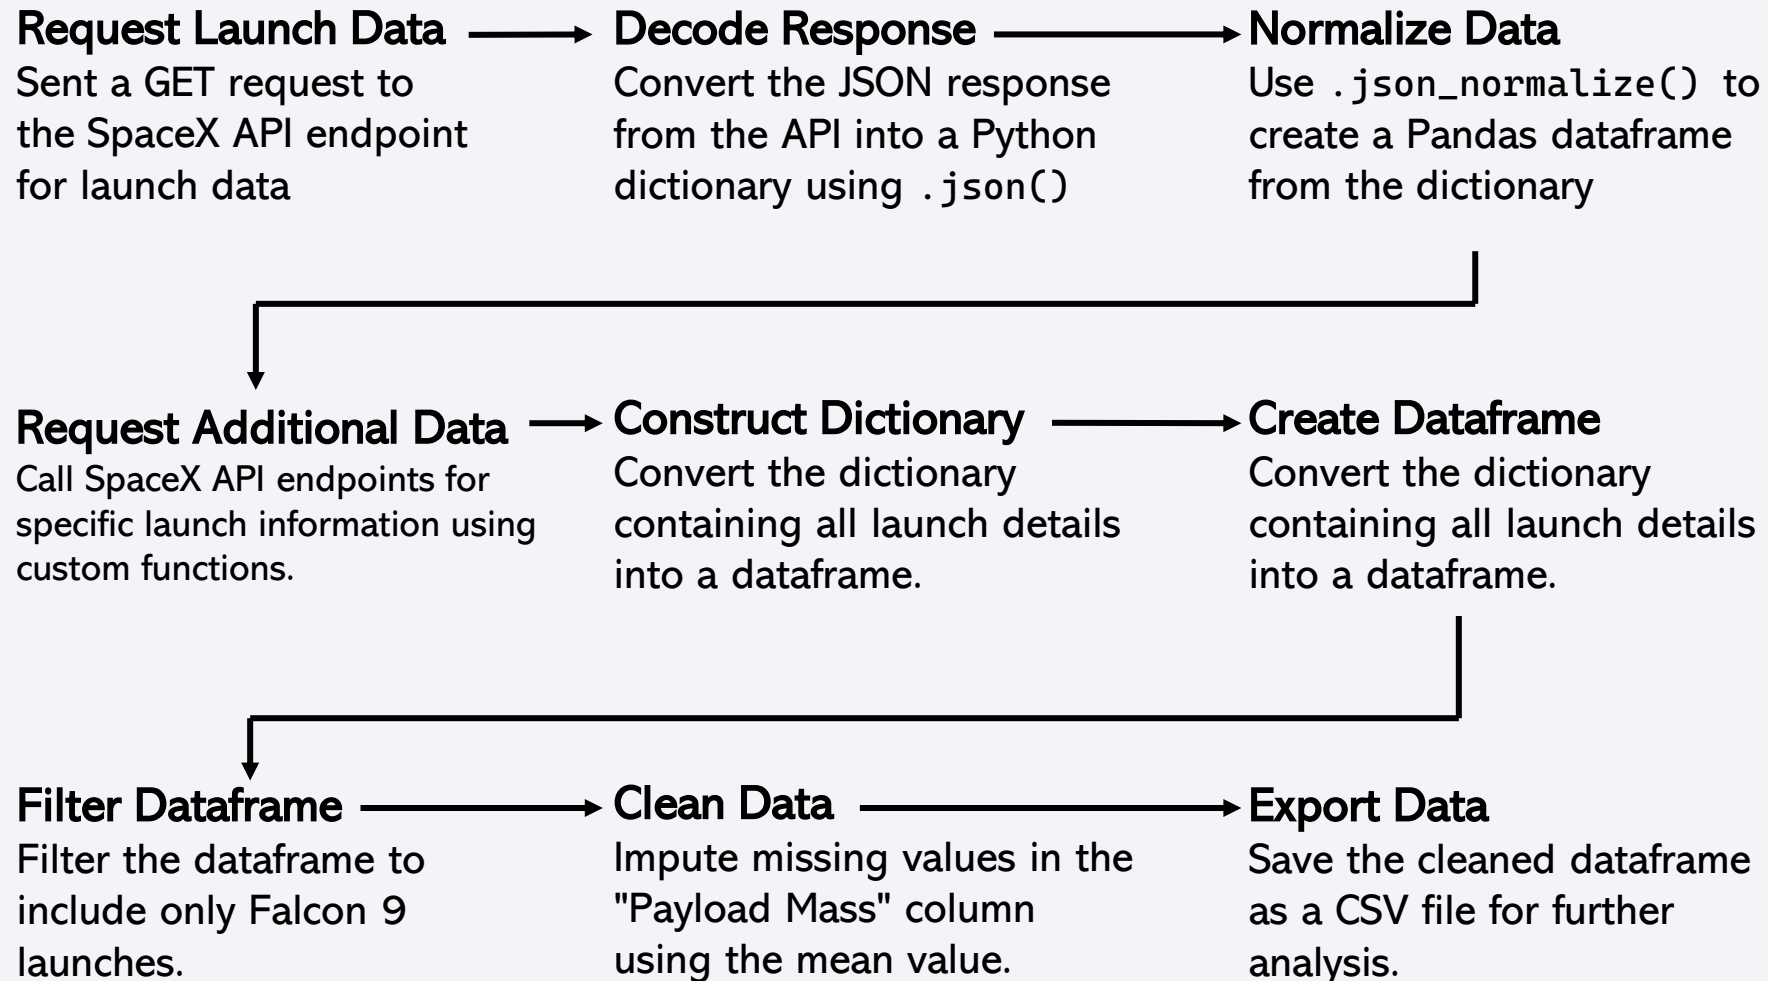 Request Launch Data
Sent a GET request to
the SpaceX API endpoint
for launch data
Decode Response
Convert the JSON response
from the API into a Python
dictionary using .json()
Normalize Data
Use .json_normalize() to
create a Pandas dataframe
from the dictionary
Request Additional Data
Call SpaceX API endpoints for
specific launch information using
custom functions.
Construct Dictionary
Convert the dictionary
containing all launch details
into a dataframe.
Create Dataframe
Convert the dictionary
containing all launch details
into a dataframe.
Filter Dataframe
Filter the dataframe to
include only Falcon 9
launches.
Clean Data
Impute missing values in the
"Payload Mass" column
using the mean value.
Export Data
Save the cleaned dataframe
as a CSV file for further
analysis.